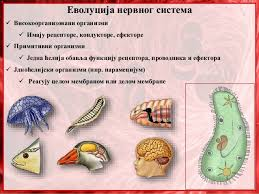 Еволуција нервног система
Високоорганизовани организми
Имају рецепторе, кондукторе, ефекторе
Примитивни организми
Једна ћелија обавља функцију рецептора, проводника и ефектора
Једноћелијски организми (нпр. парамецијум)
Реагују целом мембраном или делом мембране